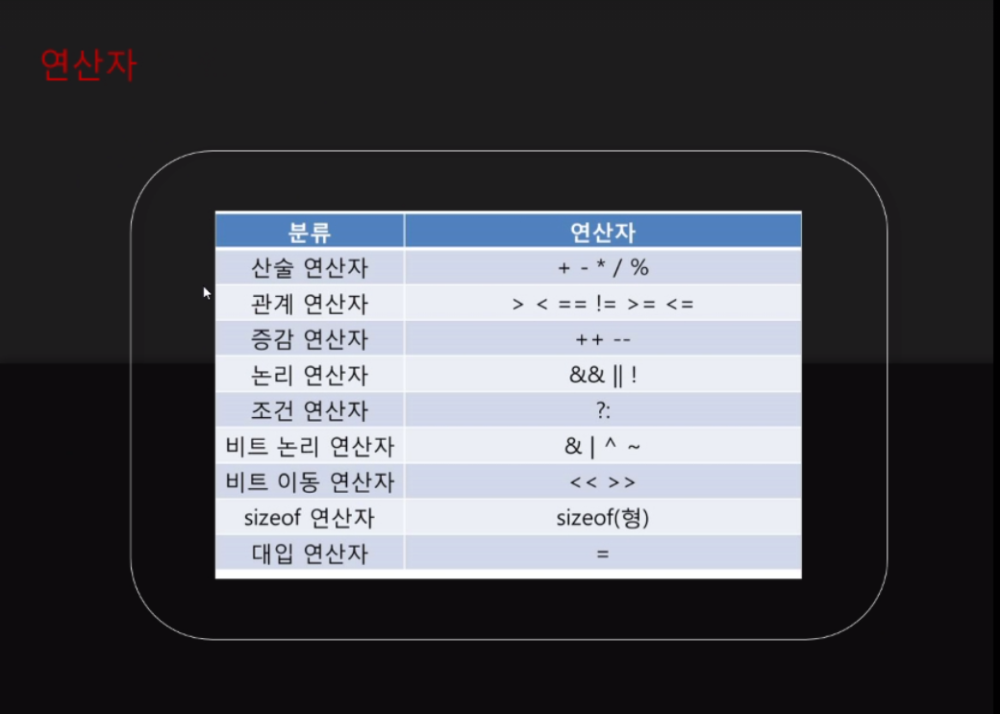 연산자
분류 연산자
산술 연산자 + - * / %
관계 연산자 > < == != >= <=
증감 연산자 ++ --
논리 연산자 && || !
조건 연산자 ?:
비트 논리 연산자 & | ^ ~
비트 이동 연산자 << >>
sizeof 연산자 sizeof(형)
대입 연산자 =